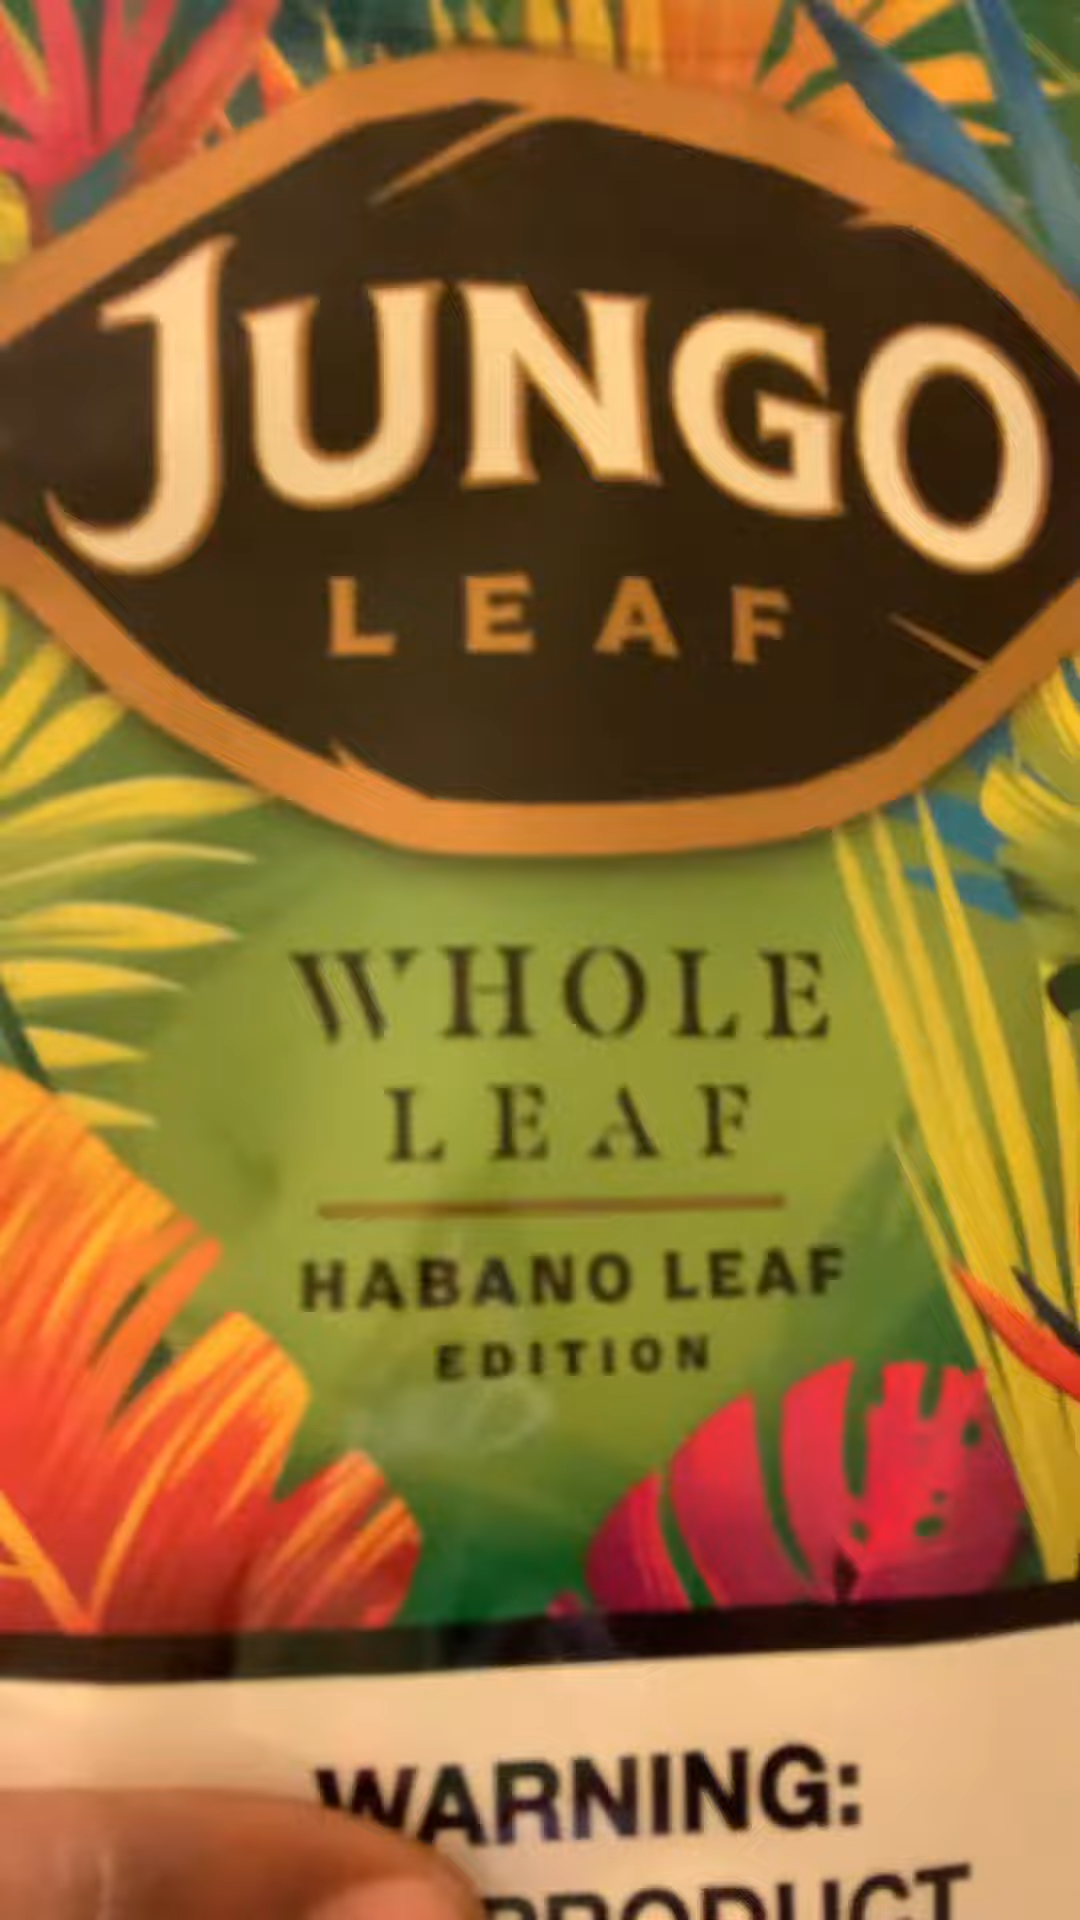 JUNGO
LEAF
WHOLE
LEAF
HABANO LEAF
EDITION
WARNING:
PRODUCT